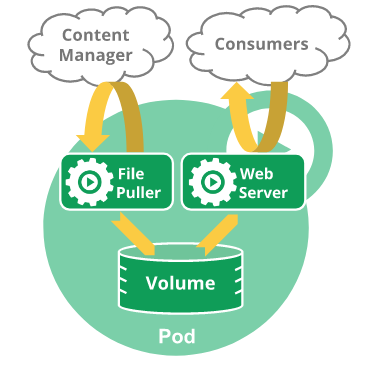 Content
Manager
Consumers
File
Puller
Web
Server
Volume
Pod